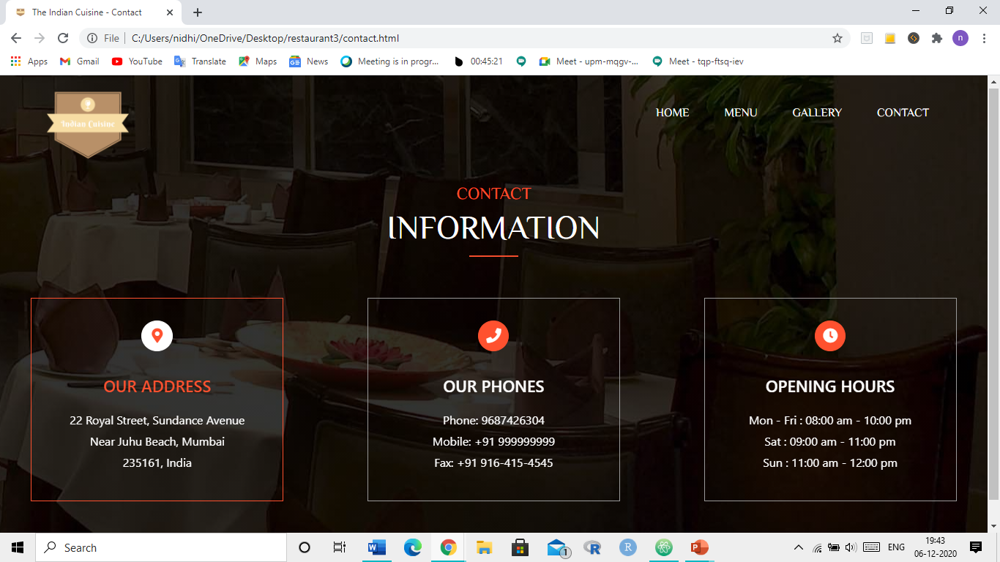 The Indian Cuisine - Contact
File
C:/Users/nidhi/OneDrive/Desktop/restaurant3/contact.html
n
Apps
Gmail
YouTube
Translate
Maps
News
Meeting is in progr...
00:45:21
Meet - upm-mqgv-...
Meet - tqp-ftsq-iev
Indian Cuisine
HOME
MENU
GALLERY
CONTACT
CONTACT
INFORMATION
OUR ADDRESS
22 Royal Street, Sundance Avenue
Near Juhu Beach, Mumbai
235161, India
OUR PHONES
Phone: 9687426304
Mobile: +91 999999999
Fax: +91 916-415-4545
OPENING HOURS
Mon - Fri : 08:00 am - 10:00 pm
Sat : 09:00 am - 11:00 pm
Sun : 11:00 am - 12:00 pm
Search
1
ENG
19:43
06-12-2020